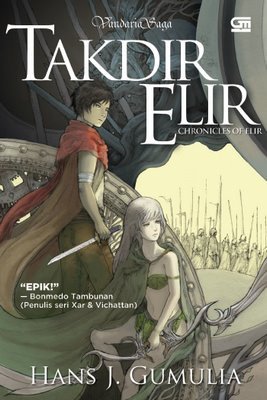 Vandaria Saga
GM
TAKDIR
ELIR
CHRONICLES OF ELIR
“EPIK!”
— Bonmedo Tambunan
(Penulis seri Xar & Vichattan)
HANS J. GUMULIA